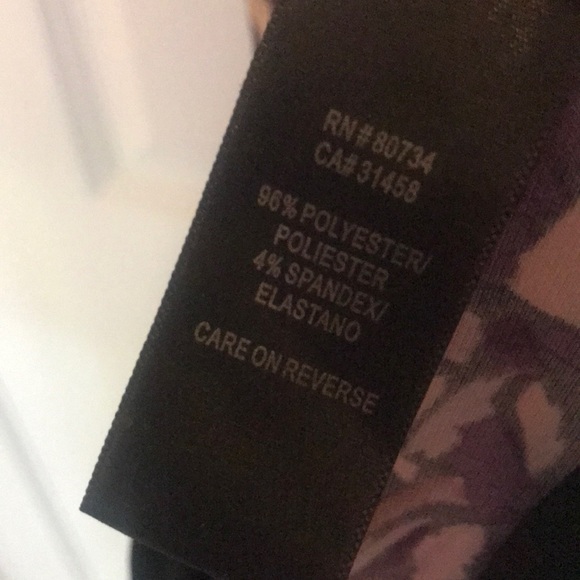 RN # 80734
CA# 31458
96% POLYESTER/
POLIESTER
4% SPANDEX/
ELASTANO
CARE ON REVERSE